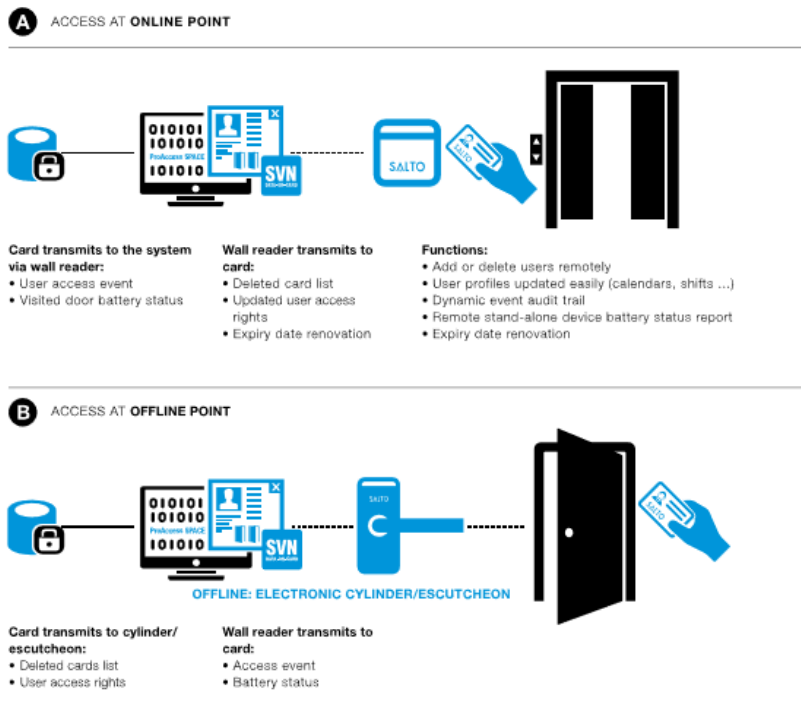 A ACCESS AT ONLINE POINT
010101
101010
ProAccess SPACE
101010
SVN
SALTO
SALTO
Card transmits to the system
via wall reader:
• User access event
• Visited door battery status
Wall reader transmits to
card:
• Deleted card list
• Updated user access
rights
• Expiry date renovation
Functions:
• Add or delete users remotely
• User profiles updated easily (calendars, shifts ...)
• Dynamic event audit trail
• Remote stand-alone device battery status report
• Expiry date renovation
B ACCESS AT OFFLINE POINT
010101
101010
ProAccess SPACE
101010
SVN
SALTO
SALTO
OFFLINE: ELECTRONIC CYLINDER/ESCUTCHEON
Card transmits to cylinder/
escutcheon:
• Deleted cards list
• User access rights
Wall reader transmits to
card:
• Access event
• Battery status